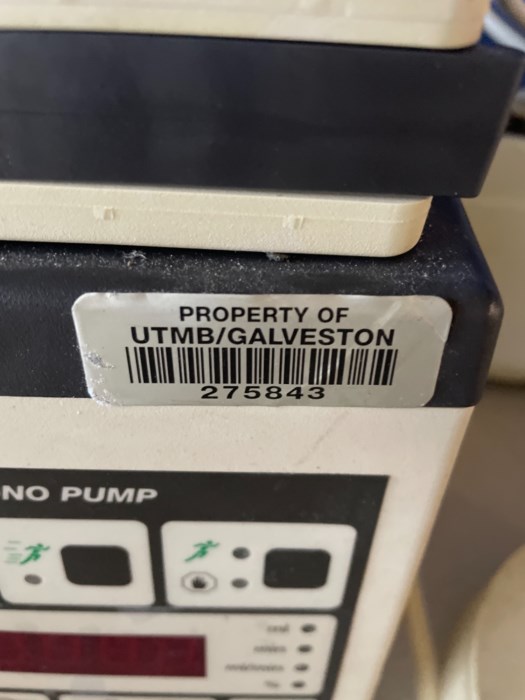 PROPERTY OF
UTMB/GALVESTON
275843
NO PUMP